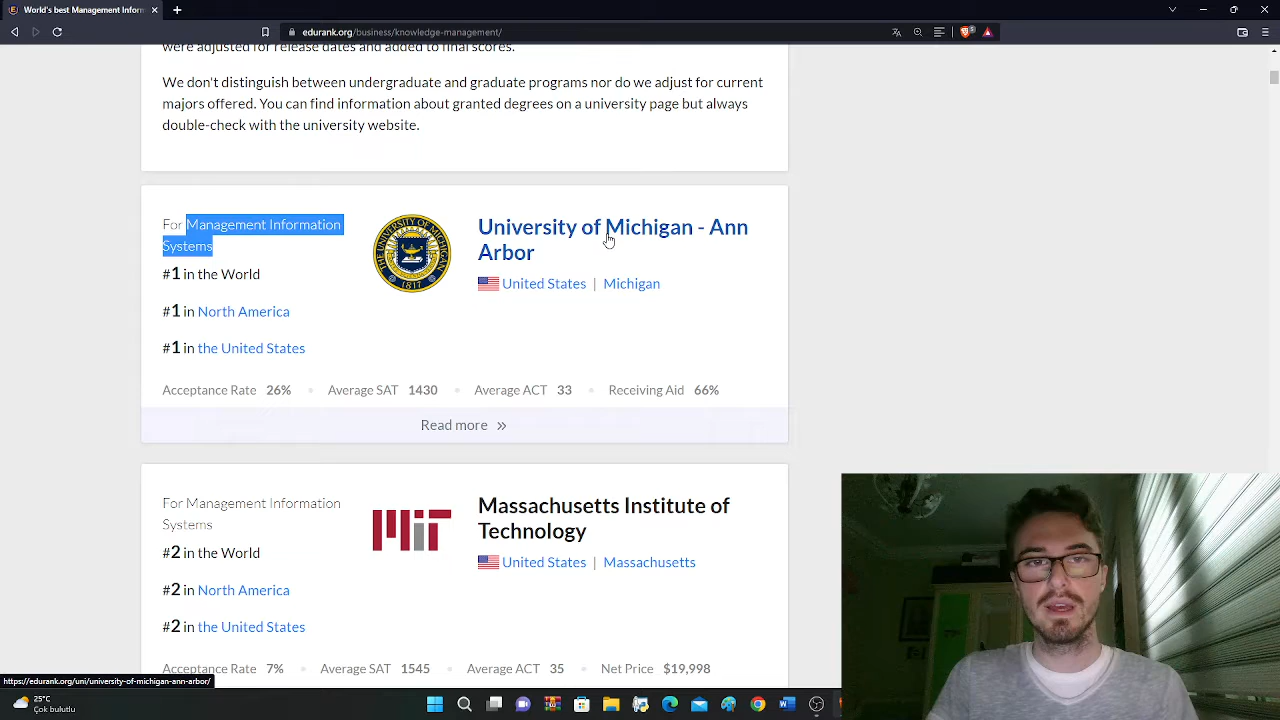 World's best Management Inform
edurank.org/business/knowledge-management/
were adjusted for release dates and added to final scores.
We don't distinguish between undergraduate and graduate programs nor do we adjust for current
majors offered. You can find information about granted degrees on a university page but always
double-check with the university website.
For Management Information
Systems
#1 in the World
#1 in North America
#1 in the United States
THE UNIVERSITY OF MICHIGAN
1817
University of Michigan - Ann
Arbor
United States | Michigan
Acceptance Rate 26% • Average SAT 1430 • Average ACT 33 • Receiving Aid 66%
Read more »
For Management Information
Systems
#2 in the World
#2 in North America
#2 in the United States
MIT
Massachusetts Institute of
Technology
United States | Massachusetts
Acceptance Rate 7% • Average SAT 1545 • Average ACT 35 • Net Price $19,998
https://edurank.org/uni/university-of-michigan-ann-arbor/
25°C
Çok bulutlu